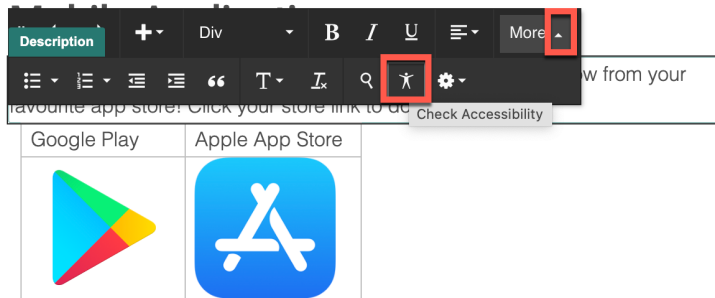 Description
Div
B I U
More
T Tx
w from your
favourite app store! Click your store link to do
Check Accessibility
Google Play
Apple App Store